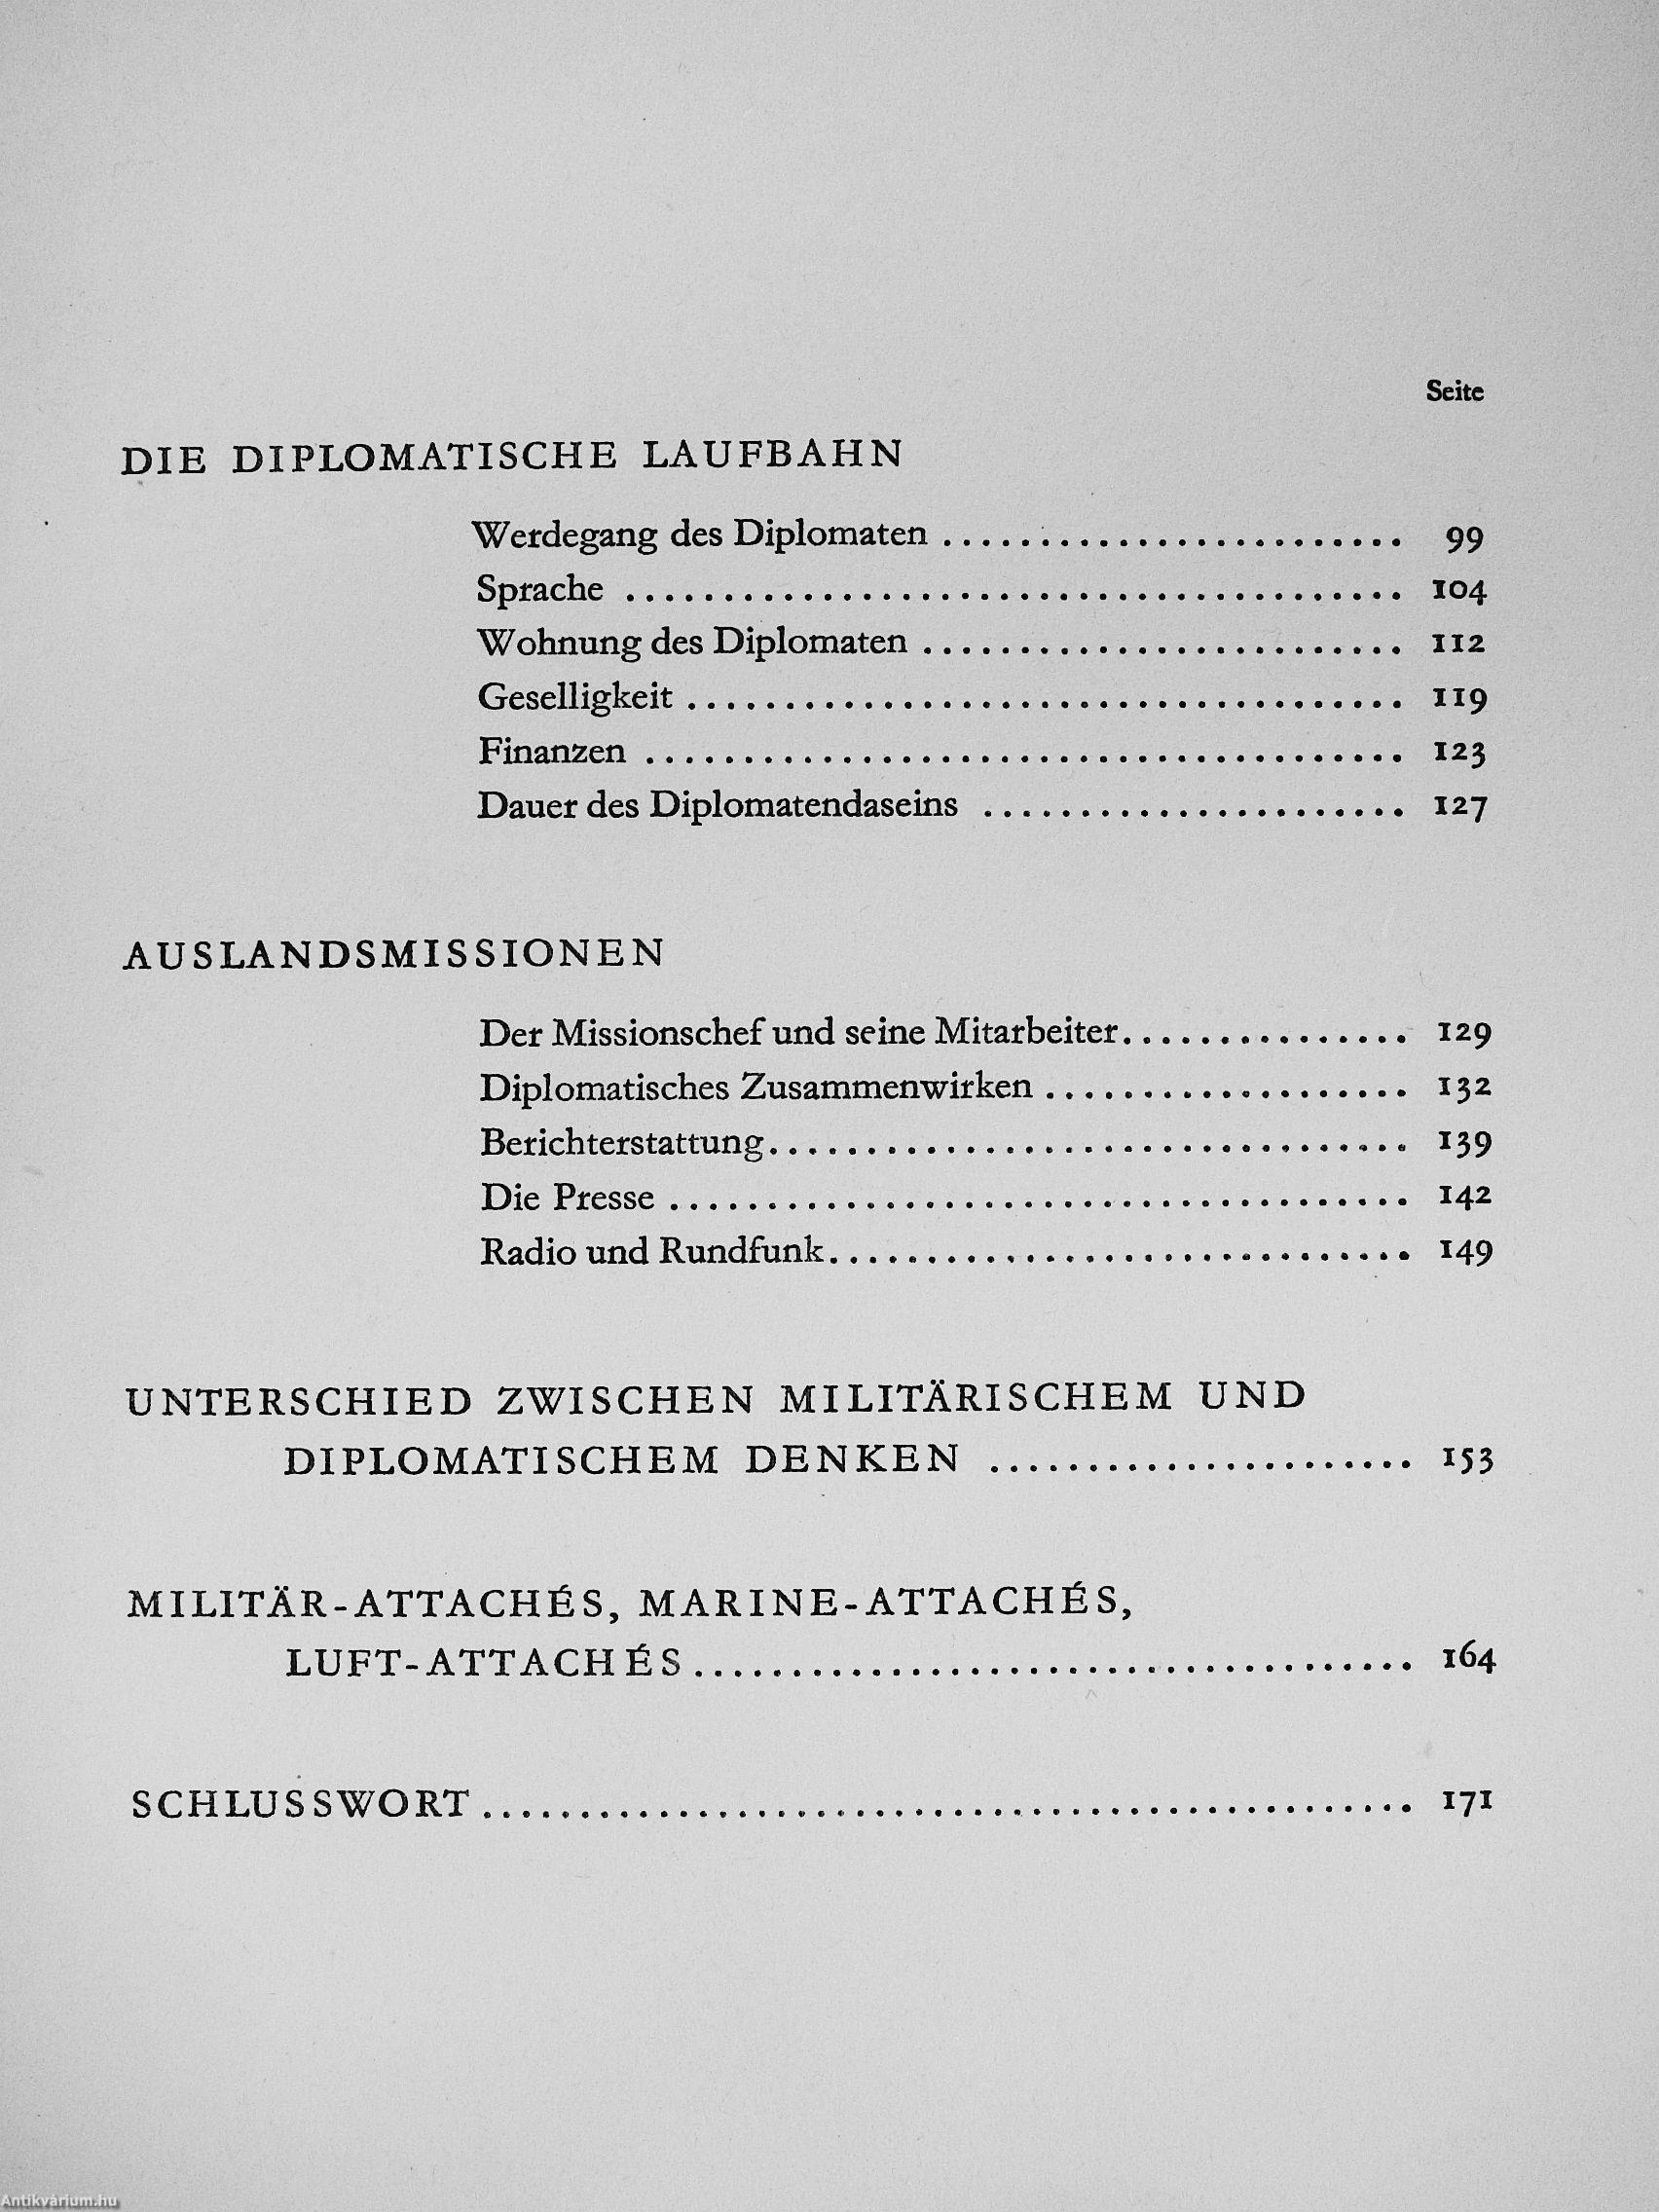 Seite
DIE DIPLOMATISCHE LAUFBAHN
Werdegang des Diplomaten ........................ 99
Sprache ........................................ 104
Wohnung des Diplomaten ......................... 112
Geselligkeit ..................................... 119
Finanzen ....................................... 123
Dauer des Diplomatendaseins ...................... 127
AUSLANDSMISSIONEN
Der Missionschef und seine Mitarbeiter............... 129
Diplomatisches Zusammenwirken ................... 132
Berichterstattung................................. 139
Die Presse ...................................... 142
Radio und Rundfunk.............................. 149
UNTERSCHIED ZWISCHEN MILITÄRISCHEM UND
DIPLOMATISCHEM DENKEN ...................... 153
MILITÄR-ATTACHÉS, MARINE-ATTACHÉS,
LUFT-ATTACHÉS..................................... 164
SCHLUSSWORT................................................ 171
Antikvárium.hu